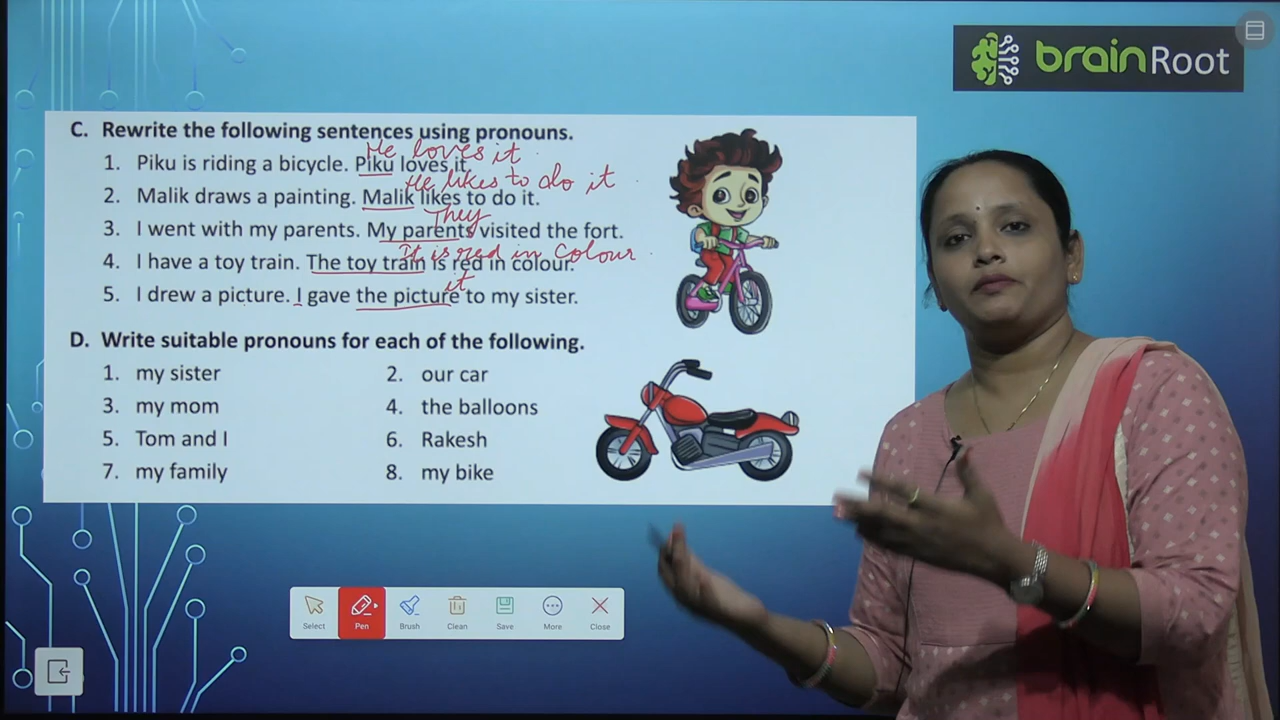 brainRoot
C. Rewrite the following sentences using pronouns.
He loves it
1. Piku is riding a bicycle. Piku loves it.
He likes to do it
2. Malik draws a painting. Malik likes to do it.
They
3. I went with my parents. My parents visited the fort.
It is red in colour
4. I have a toy train. The toy train is red in colour.
it
5. I drew a picture. I gave the picture to my sister.
D. Write suitable pronouns for each of the following.
1. my sister 2. our car
3. my mom 4. the balloons
5. Tom and I 6. Rakesh
7. my family 8. my bike
Select Pen Brush Clean Save More Close